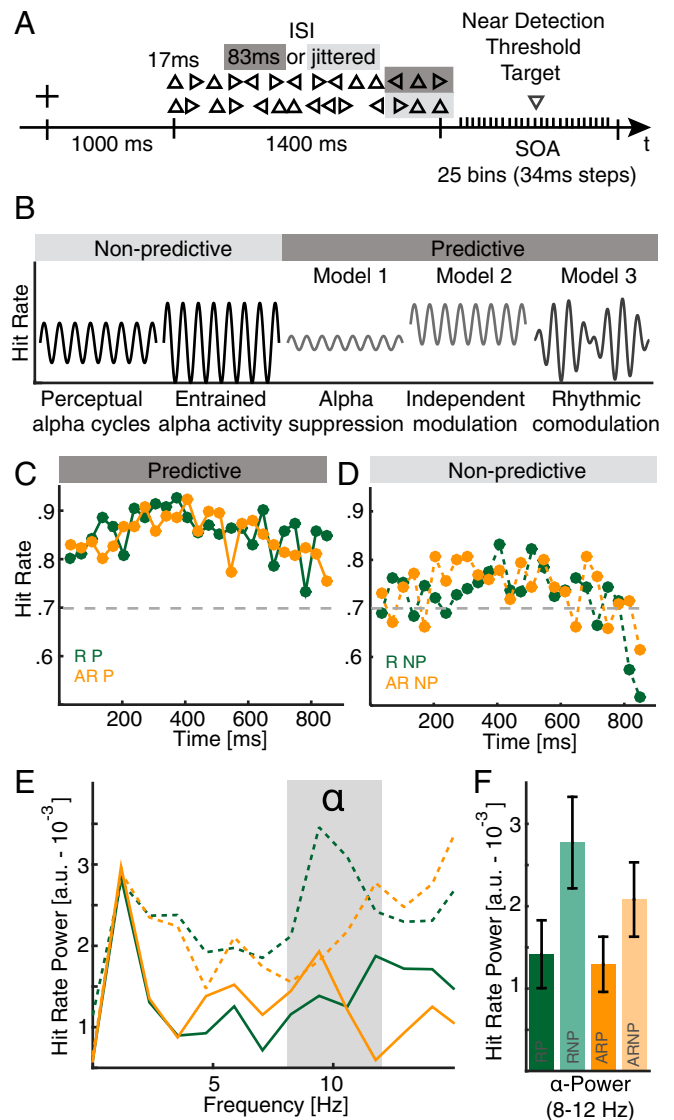 A
ISI
17ms 83ms or jittered
Near Detection
Threshold
Target
1000 ms
1400 ms
t
SOA
25 bins (34ms steps)
B
Non-predictive
Predictive
Model 1
Model 2
Model 3
Hit Rate
Perceptual
alpha cycles
Entrained
alpha activity
Alpha
suppression
Independent
modulation
Rhythmic
comodulation
C
Predictive
Hit Rate
.9
.8
.7
.6
R P
AR P
200 400 600 800
Time [ms]
D
Non-predictive
.9
.8
.7
.6
R NP
AR NP
200 400 600 800
Time [ms]
E
α
Hit Rate Power [a.u. - 10⁻³ ]
3
2
1
5 10
Frequency [Hz]
F
Hit Rate Power [a.u. - 10⁻³ ]
3
2
1
RP
RNP
ARP
ARNP
α-Power
(8-12 Hz)